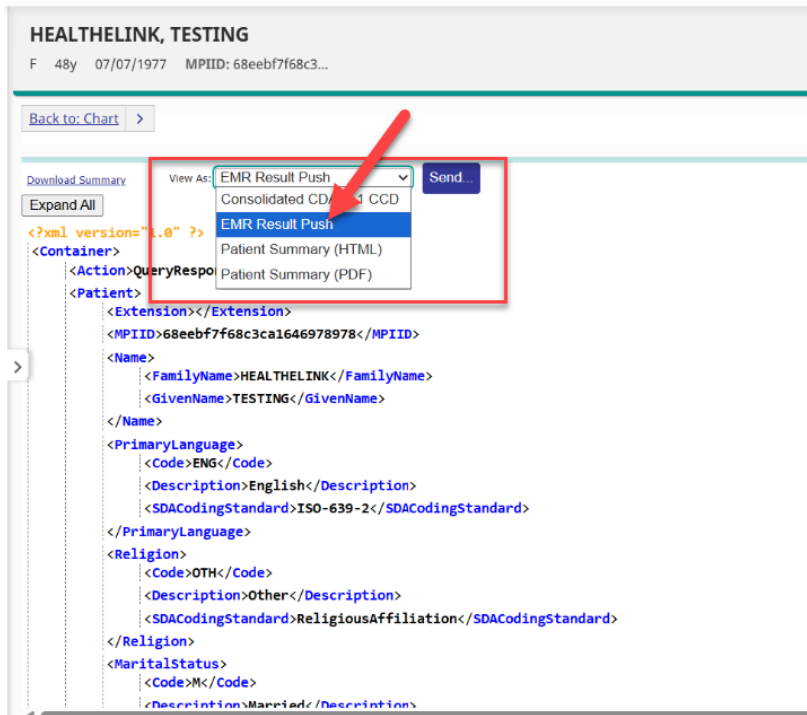 HEALTHELINK, TESTING
F 48y 07/07/1977 MPIID: 68eebf7f68c3...
Back to: Chart >
Download Summary View As: EMR Result Push Send...
Expand All
Consolidated CDA 1 CCD
EMR Result Push
Patient Summary (HTML)
Patient Summary (PDF)
<?xml version="1.0" ?>
<Container>
<Action>QueryRespo
<Patient>
<Extension></Extension>
<MPIID>68eebf7f68c3ca1646978978</MPIID>
<Name>
<FamilyName>HEALTHELINK</FamilyName>
<GivenName>TESTING</GivenName>
</Name>
<PrimaryLanguage>
<Code>ENG</Code>
<Description>English</Description>
<SDACodingStandard>ISO-639-2</SDACodingStandard>
</PrimaryLanguage>
<Religion>
<Code>OTH</Code>
<Description>Other</Description>
<SDACodingStandard>ReligiousAffiliation</SDACodingStandard>
</Religion>
<MaritalStatus>
<Code>M</Code>
<Description>Married</Description>